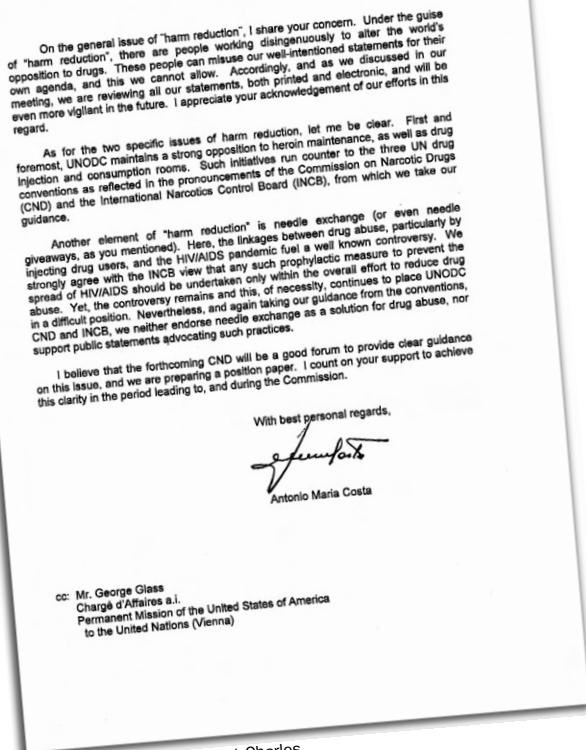 On the general issue of "harm reduction", I share your concern. Under the guise
of "harm reduction", there are people working disingenuously to alter the world's
opposition to drugs. These people can misuse our well-intentioned statements for their
own agenda, and this we cannot allow. Accordingly, and as we discussed in our
meeting, we are reviewing all our statements, both printed and electronic, and will be
even more vigilant in the future. I appreciate your acknowledgement of our efforts in this
regard.
As for the two specific issues of harm reduction, let me be clear. First and
foremost, UNODC maintains a strong opposition to heroin maintenance, as well as drug
injection and consumption rooms. Such initiatives run counter to the three UN drug
conventions as reflected in the pronouncements of the Commission on Narcotic Drugs
(CND) and the International Narcotics Control Board (INCB), from which we take our
guidance.
Another element of "harm reduction" is needle exchange (or even needle
giveaways, as you mentioned). Here, the linkages between drug abuse, particularly by
injecting drug users, and the HIV/AIDS pandemic fuel a well known controversy. We
strongly agree with the INCB view that any such prophylactic measure to prevent the
spread of HIV/AIDS should be undertaken only within the overall effort to reduce drug
abuse. Yet, the controversy remains and this, of necessity, continues to place UNODC
in a difficult position. Nevertheless, and again taking our guidance from the conventions,
CND and INCB, we neither endorse needle exchange as a solution for drug abuse, nor
support public statements advocating such practices.
I believe that the forthcoming CND will be a good forum to provide clear guidance
on this issue, and we are preparing a position paper. I count on your support to achieve
this clarity in the period leading to, and during the Commission.
With best personal regards,
Antonio Maria Costa
cc: Mr. George Glass
Chargé d'Affaires a.i.
Permanent Mission of the United States of America
to the United Nations (Vienna)
Charles